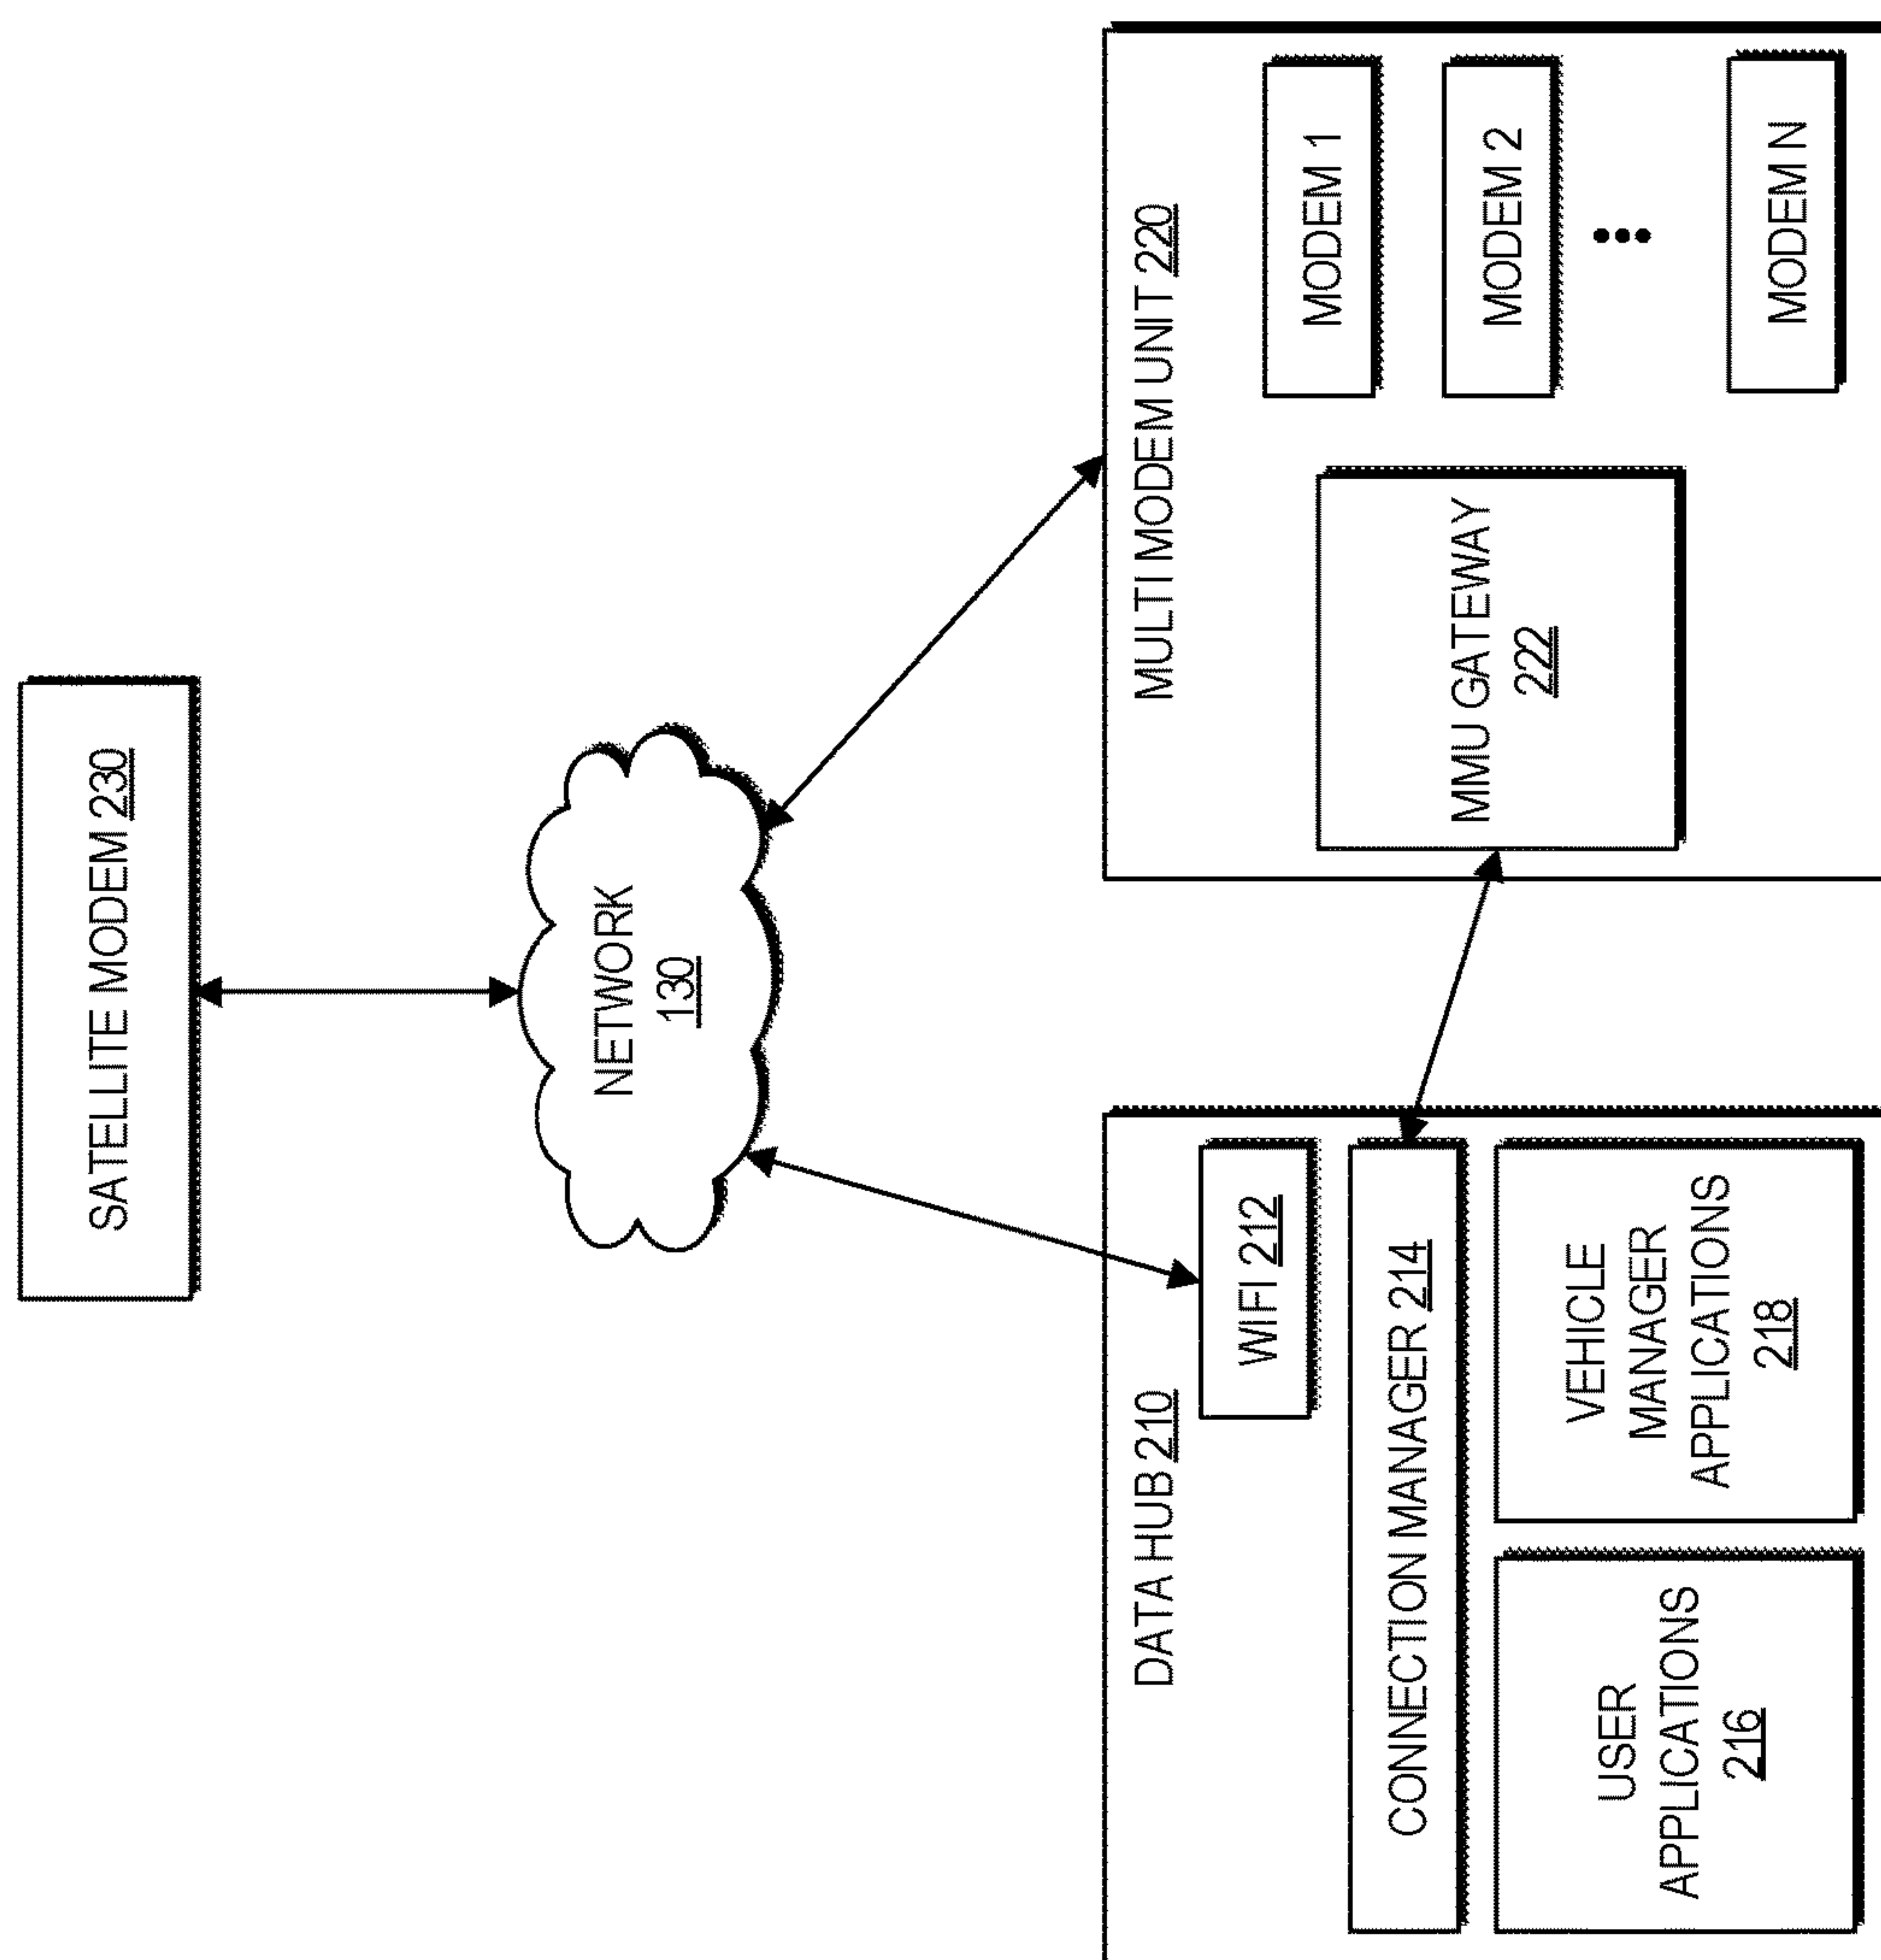 SATELLITE MODEM 230
NETWORK
130
DATA HUB 210
WIFI 212
CONNECTION MANAGER 214
USER
APPLICATIONS
216
VEHICLE
MANAGER
APPLICATIONS
218
MULTI MODEM UNIT 220
MMU GATEWAY
222
MODEM 1
MODEM 2
•••
MODEM N